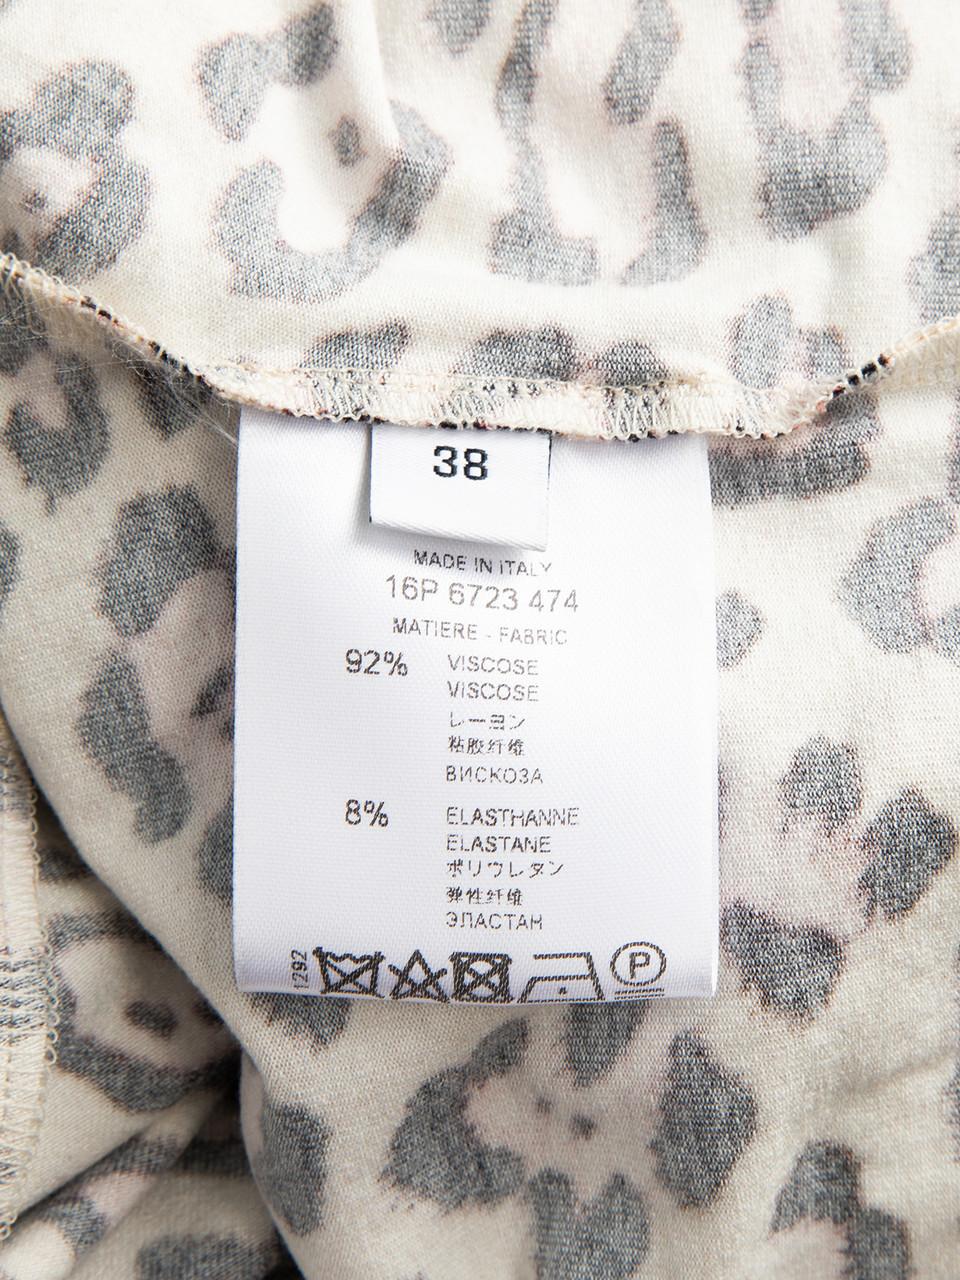 38
MADE IN ITALY
16P 6723 474
MATIERE - FABRIC
92% VISCOSE
VISCOSE
レーヨン
粘胶纤维
ВИСКОЗА
8% ELASTHANNE
ELASTANE
ポリウレタン
弹性纤维
ЭЛАСТАН
1292
P